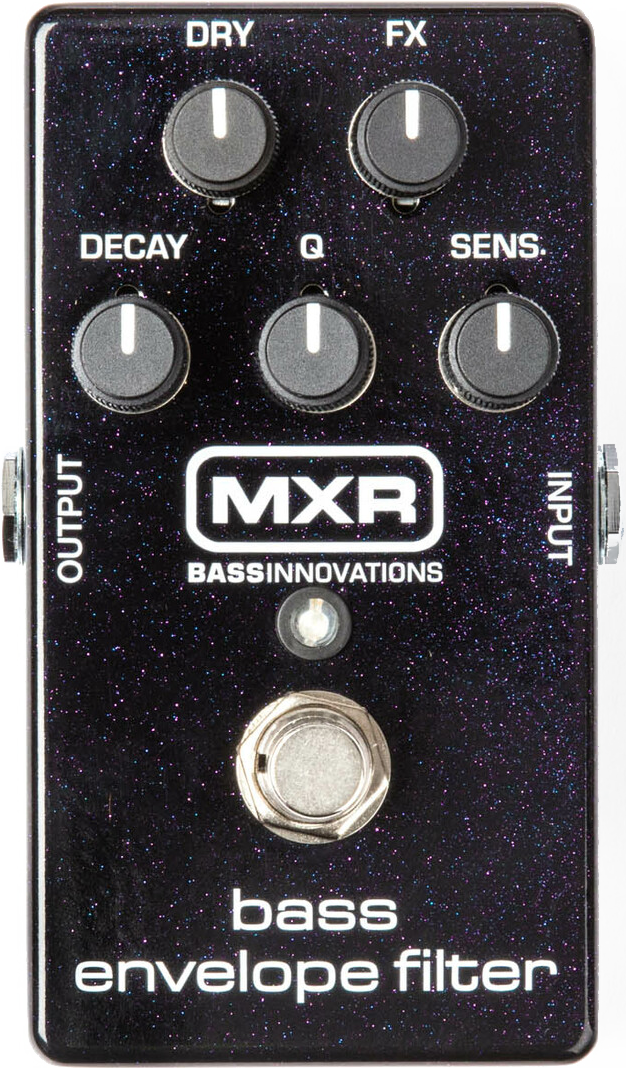 DRY FX
DECAY Q SENS.
OUTPUT
INPUT
MXR
BASSINNOVATIONS
bass
envelope filter